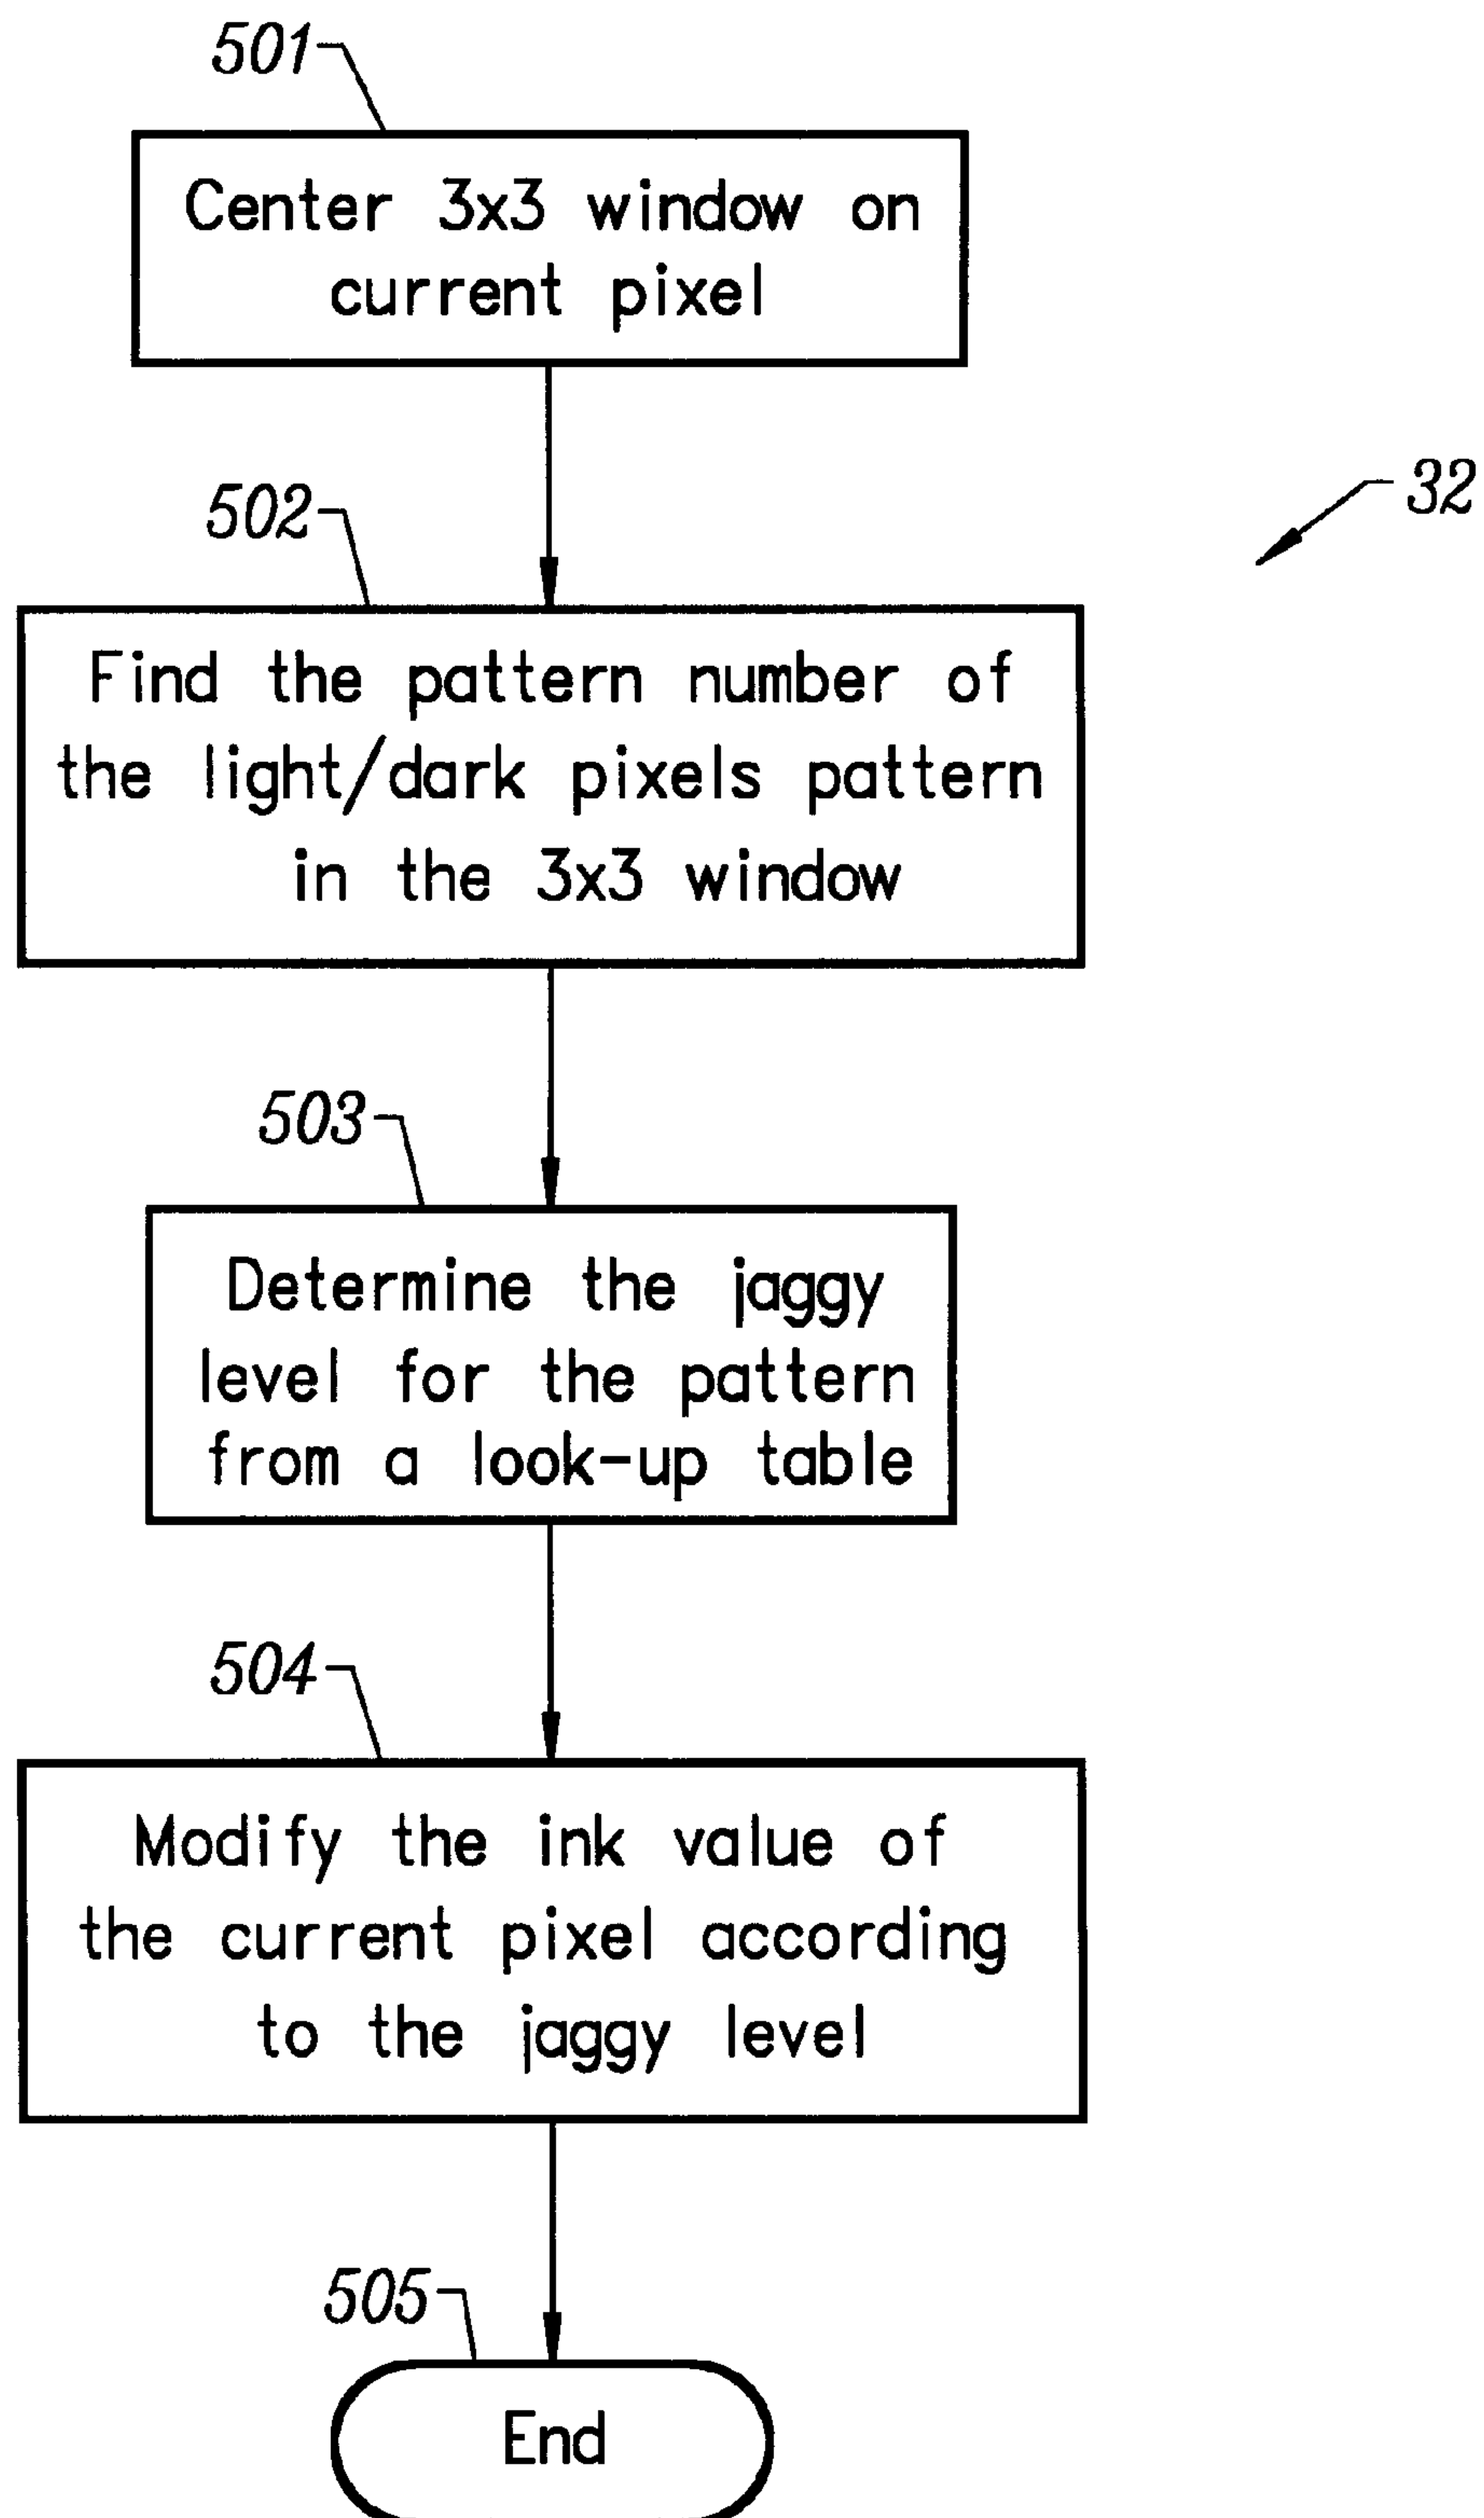 501
Center 3x3 window on
current pixel
32
502
Find the pattern number of
the light/dark pixels pattern
in the 3x3 window
503
Determine the jaggy
level for the pattern
from a look-up table
504
Modify the ink value of
the current pixel according
to the jaggy level
505
End